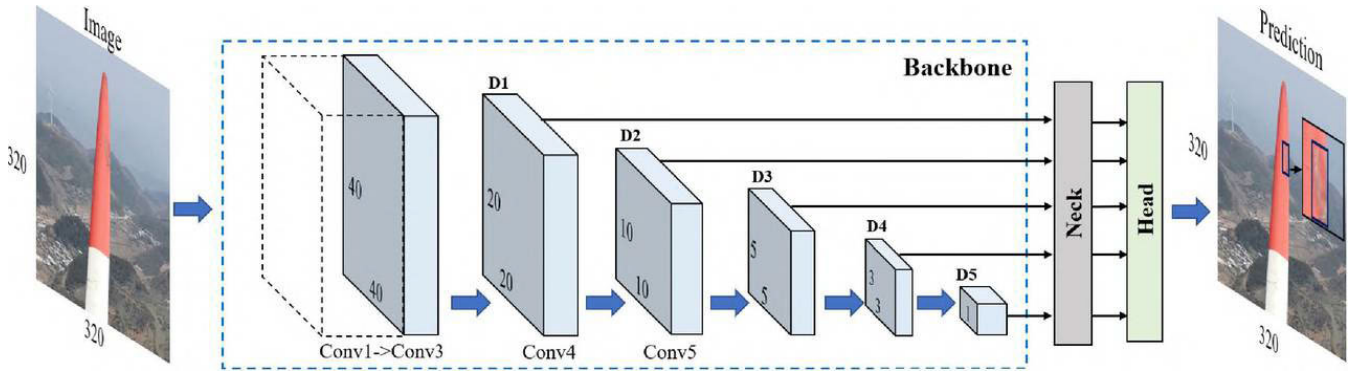 Image
320
320
Backbone
40
40
Conv1->Conv3
D1
20
20
Conv4
D2
10
10
Conv5
D3
5
5
D4
3
3
D5
1
Neck
Head
Prediction
320
320